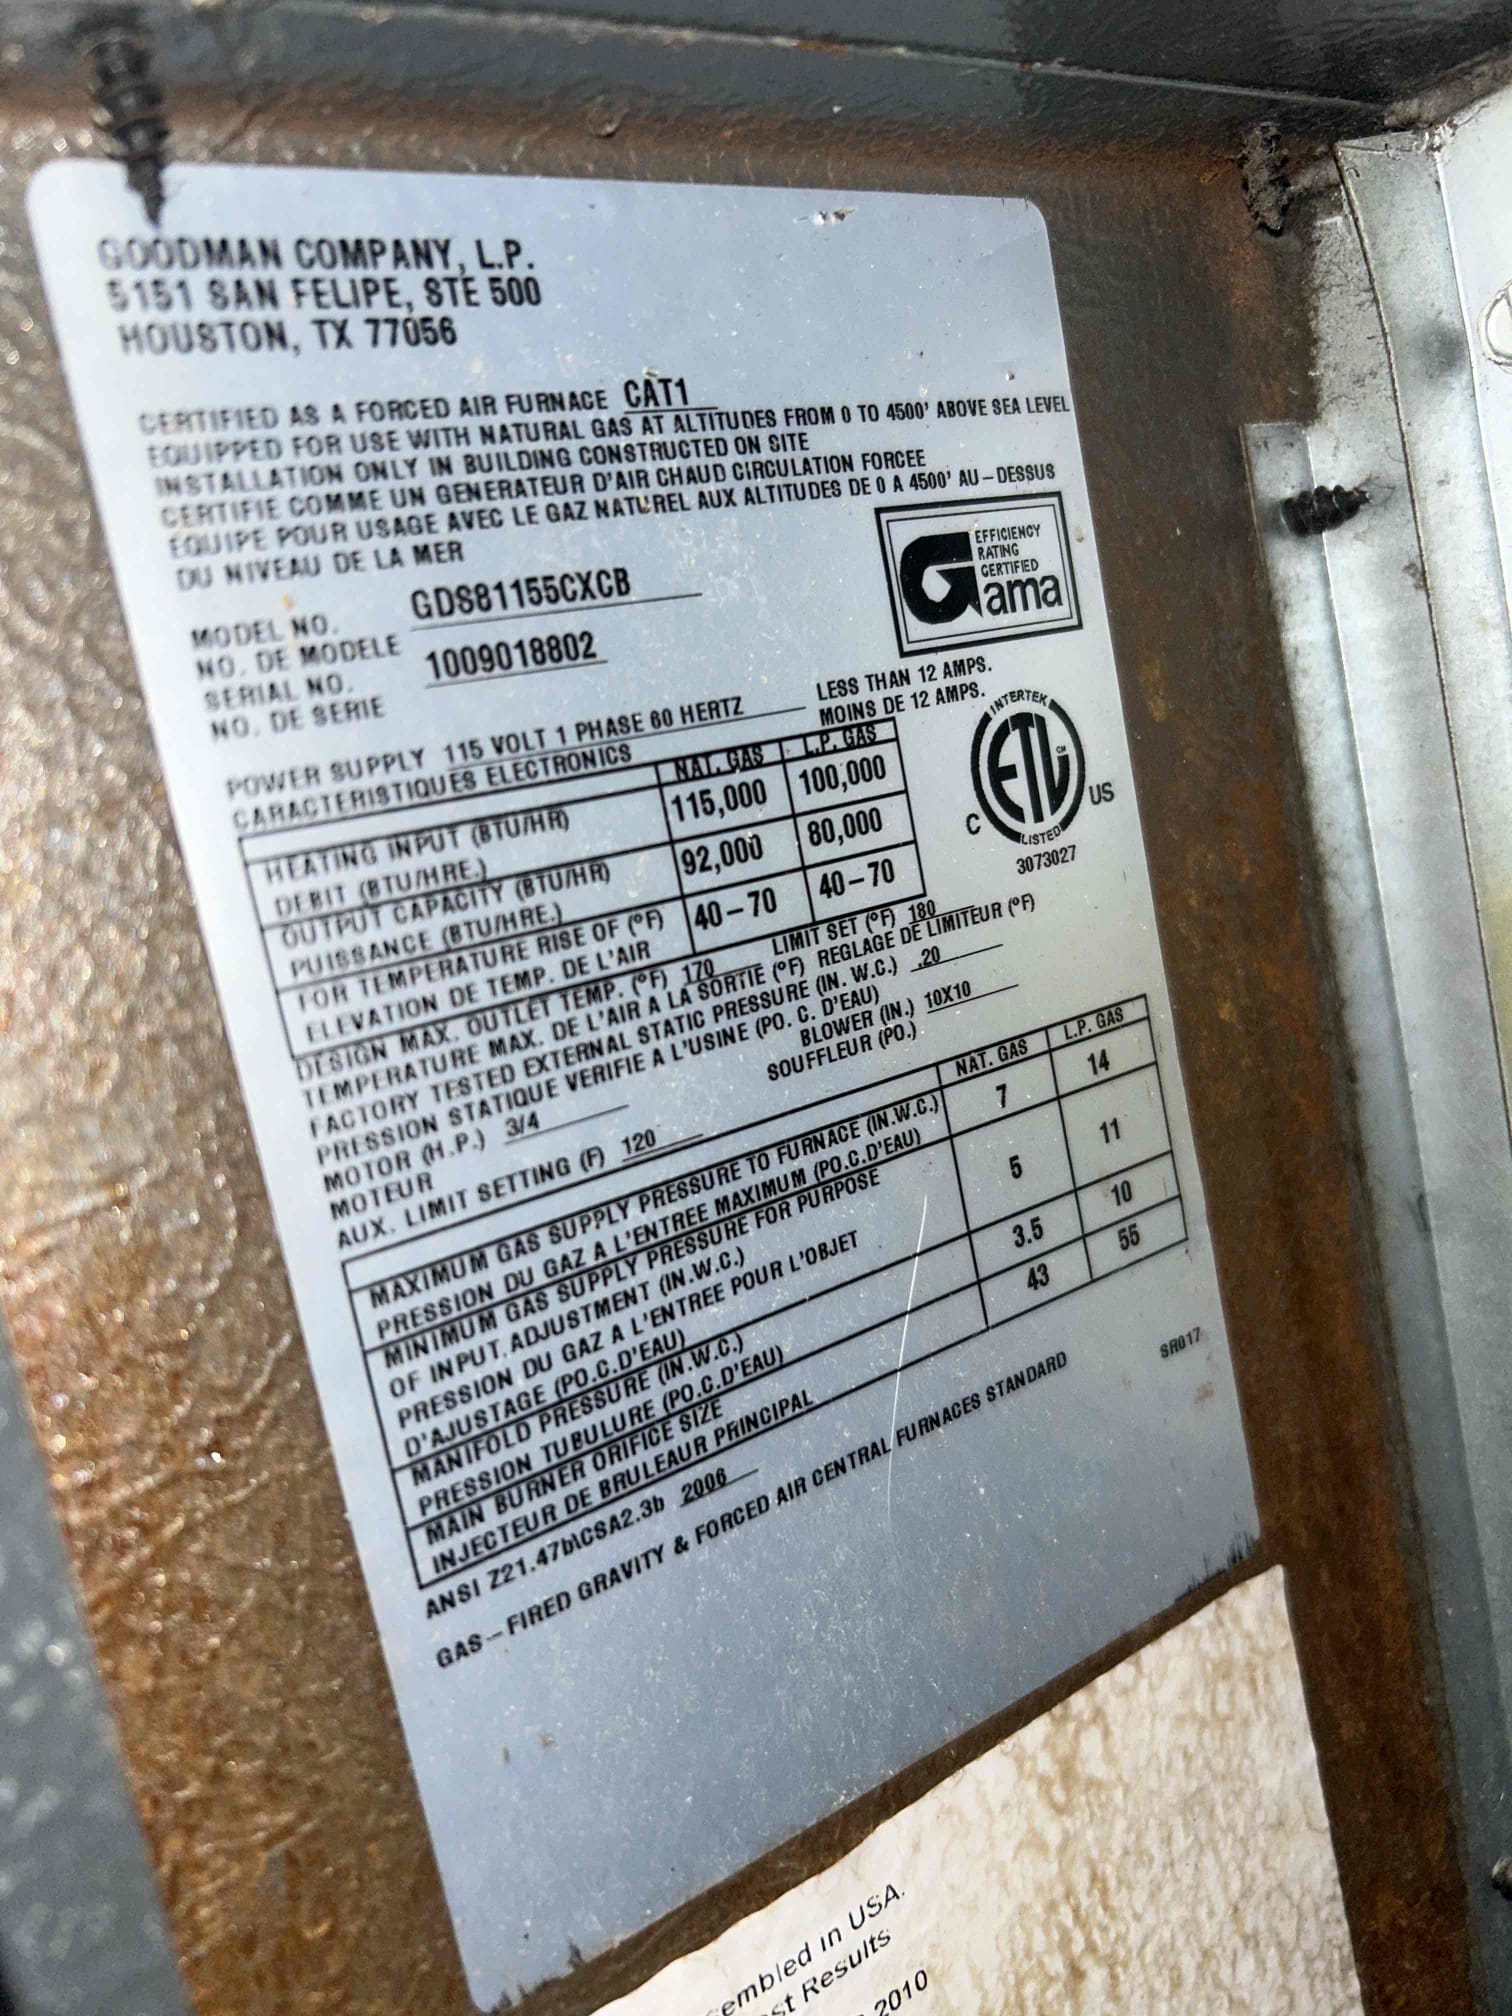 GOODMAN COMPANY, L.P.
5151 SAN FELIPE, STE 500
HOUSTON, TX 77056
CERTIFIED AS A FORCED AIR FURNACE CAT1
EQUIPPED FOR USE WITH NATURAL GAS AT ALTITUDES FROM 0 TO 4500' ABOVE SEA LEVEL
INSTALLATION ONLY IN BUILDING CONSTRUCTED ON SITE
CERTIFIE COMME UN GENERATEUR D'AIR CHAUD CIRCULATION FORCEE
EQUIPE POUR USAGE AVEC LE GAZ NATUREL AUX ALTITUDES DE 0 A 4500' AU-DESSUS
DU NIVEAU DE LA MER
EFFICIENCY
RATING
CERTIFIED
ama
MODEL NO. GDS81155CXCB
NO. DE MODELE
SERIAL NO. 1009018802
NO. DE SERIE
POWER SUPPLY 115 VOLT 1 PHASE 60 HERTZ LESS THAN 12 AMPS.
CARACTERISTIQUES ELECTRONICS MOINS DE 12 AMPS.
NAT. GAS L.P. GAS
HEATING INPUT (BTU/HR) 115,000 100,000
DEBIT (BTU/HRE.)
OUTPUT CAPACITY (BTU/HR) 92,000 80,000
PUISSANCE (BTU/HRE.)
FOR TEMPERATURE RISE OF (°F) 40-70 40-70
ELEVATION DE TEMP. DE L'AIR
INTERTEK
ETL CM
LISTED
C US
3073027
DESIGN MAX. OUTLET TEMP. (°F) 170 LIMIT SET (°F) 180
TEMPERATURE MAX. DE L'AIR A LA SORTIE (°F) REGLAGE DE LIMITEUR (°F)
FACTORY TESTED EXTERNAL STATIC PRESSURE (IN. W.C.) .20
PRESSION STATIQUE VERIFIE A L'USINE (PO. C. D'EAU)
MOTOR (H.P.) 3/4 BLOWER (IN.) 10X10
MOTEUR SOUFFLEUR (PO.)
AUX. LIMIT SETTING (F) 120
NAT. GAS L.P. GAS
MAXIMUM GAS SUPPLY PRESSURE TO FURNACE (IN.W.C.) 7 14
PRESSION DU GAZ A L'ENTREE MAXIMUM (PO.C.D'EAU)
MINIMUM GAS SUPPLY PRESSURE FOR PURPOSE 5 11
OF INPUT ADJUSTMENT (IN.W.C.)
PRESSION DU GAZ A L'ENTREE POUR L'OBJET
D'AJUSTAGE (PO.C.D'EAU)
MANIFOLD PRESSURE (IN.W.C.) 3.5 10
PRESSION TUBULURE (PO.C.D'EAU)
MAIN BURNER ORIFICE SIZE 43 55
INJECTEUR DE BRULEAUR PRINCIPAL
ANSI Z21.47b\CSA2.3b 2006
GAS-FIRED GRAVITY & FORCED AIR CENTRAL FURNACES STANDARD
SR017
embled in USA.
st Results
2010